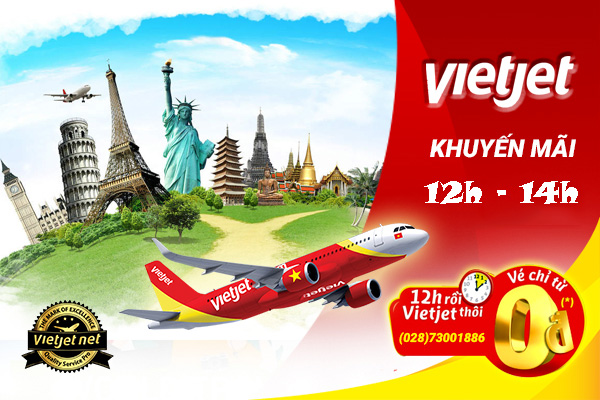 vietjet
KHUYẾN MÃI
12h - 14h
12h rồi
Vietjet thôi
(028)73001886
Vé chỉ từ
0đ
(*)
vietjet
vietjet
THE MARK OF EXCELLENCE
Vietjet net
Quality Service Pro